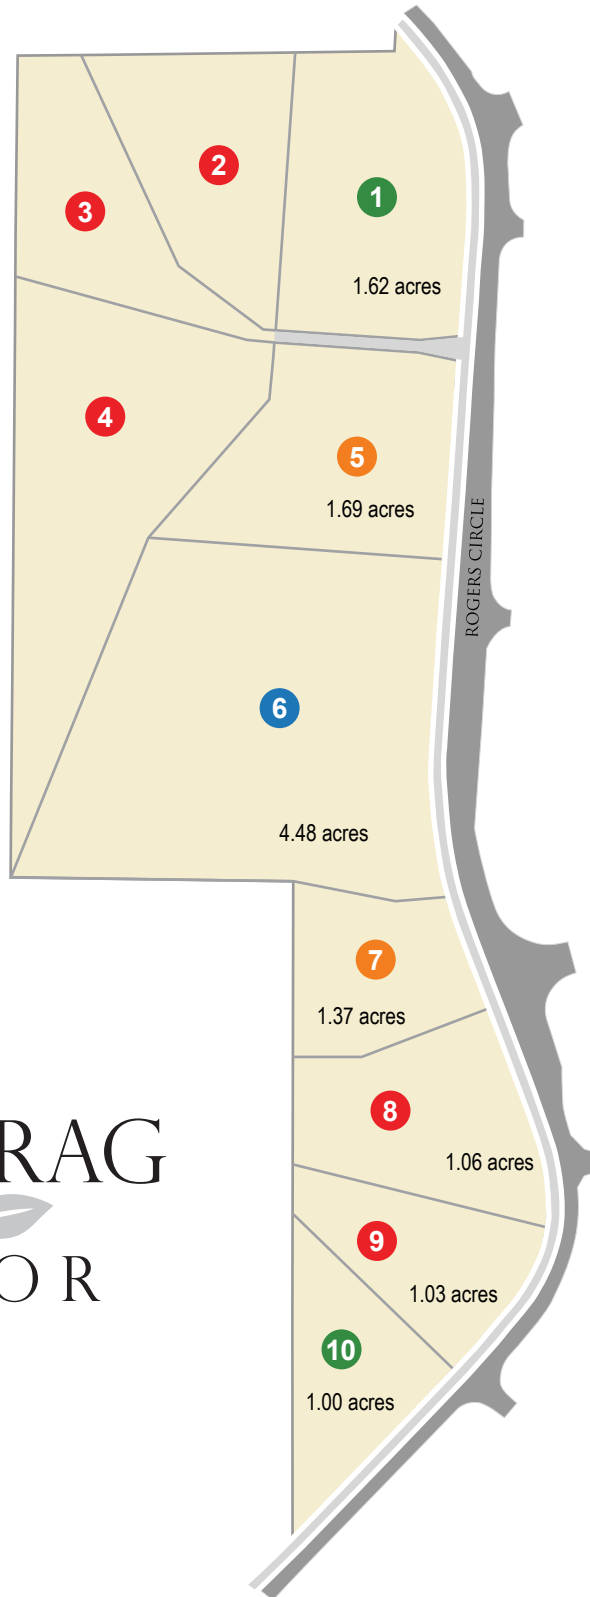 2
1
3
1.62 acres
4
5
1.69 acres
ROGERS CIRCLE
6
4.48 acres
7
1.37 acres
8
RAG
1.06 acres
9
OR
1.03 acres
10
1.00 acres